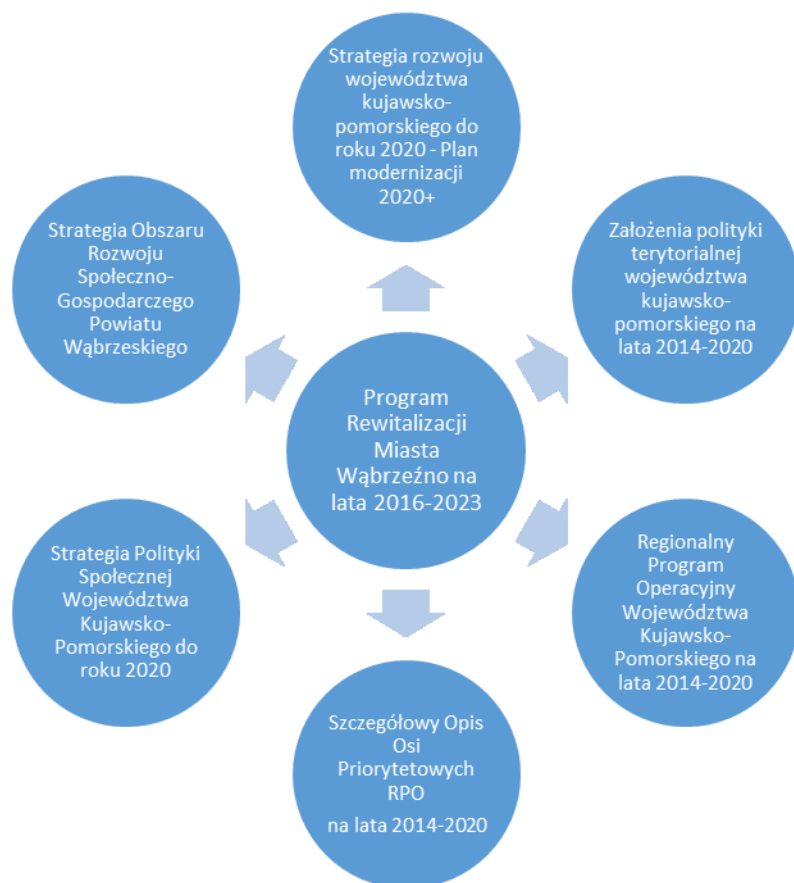 Strategia rozwoju
województwa
kujawsko-
pomorskiego do
roku 2020 - Plan
modernizacji
2020+
Strategia Obszaru
Rozwoju
Społeczno-
Gospodarczego
Powiatu
Wąbrzeskiego
Założenia polityki
terytorialnej
województwa
kujawsko-
pomorskiego na
lata 2014-2020
Program
Rewitalizacji
Miasta
Wąbrzeźno na
lata 2016-2023
Strategia Polityki
Społecznej
Województwa
Kujawsko-
Pomorskiego do
roku 2020
Regionalny
Program
Operacyjny
Województwa
Kujawsko-
Pomorskiego na
lata 2014-2020
Szczegółowy Opis
Osi
Priorytetowych
RPO
na lata 2014-2020